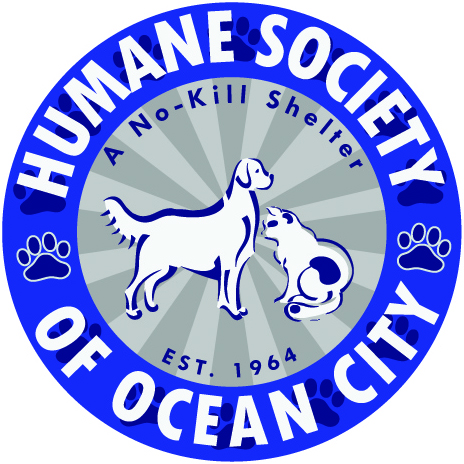 HUMANE SOCIETY
A No-Kill Shelter
EST. 1964
OF OCEAN CITY